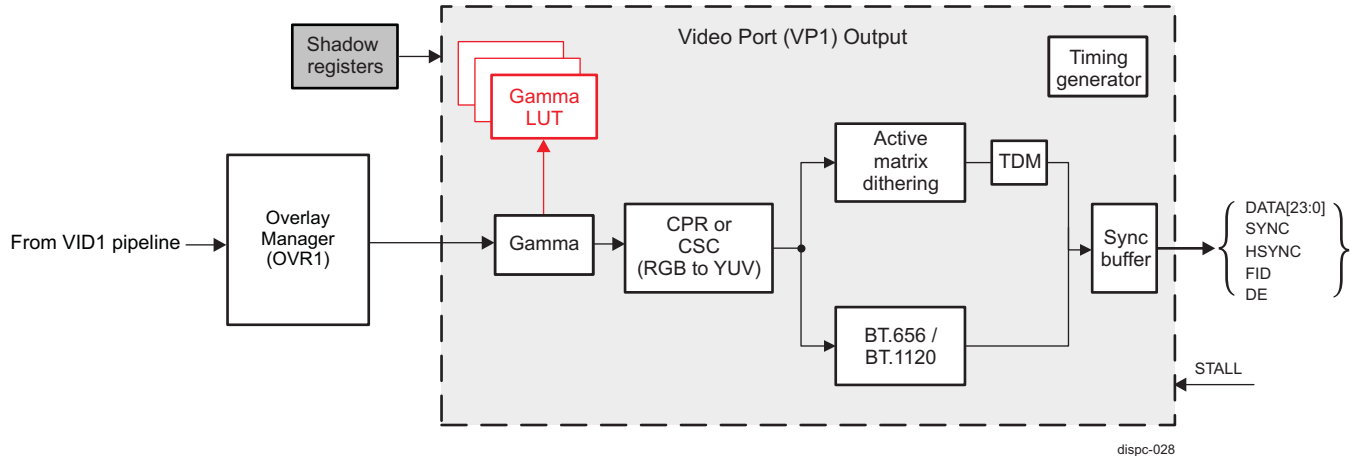 Shadow
registers
Video Port (VP1) Output
Timing
generator
Gamma
LUT
Active
matrix
dithering
TDM
From VID1 pipeline
Overlay
Manager
(OVR1)
Gamma
CPR or
CSC
(RGB to YUV)
Sync
buffer
DATA[23:0]
SYNC
HSYNC
FID
DE
BT.656 /
BT.1120
STALL
dispc-028